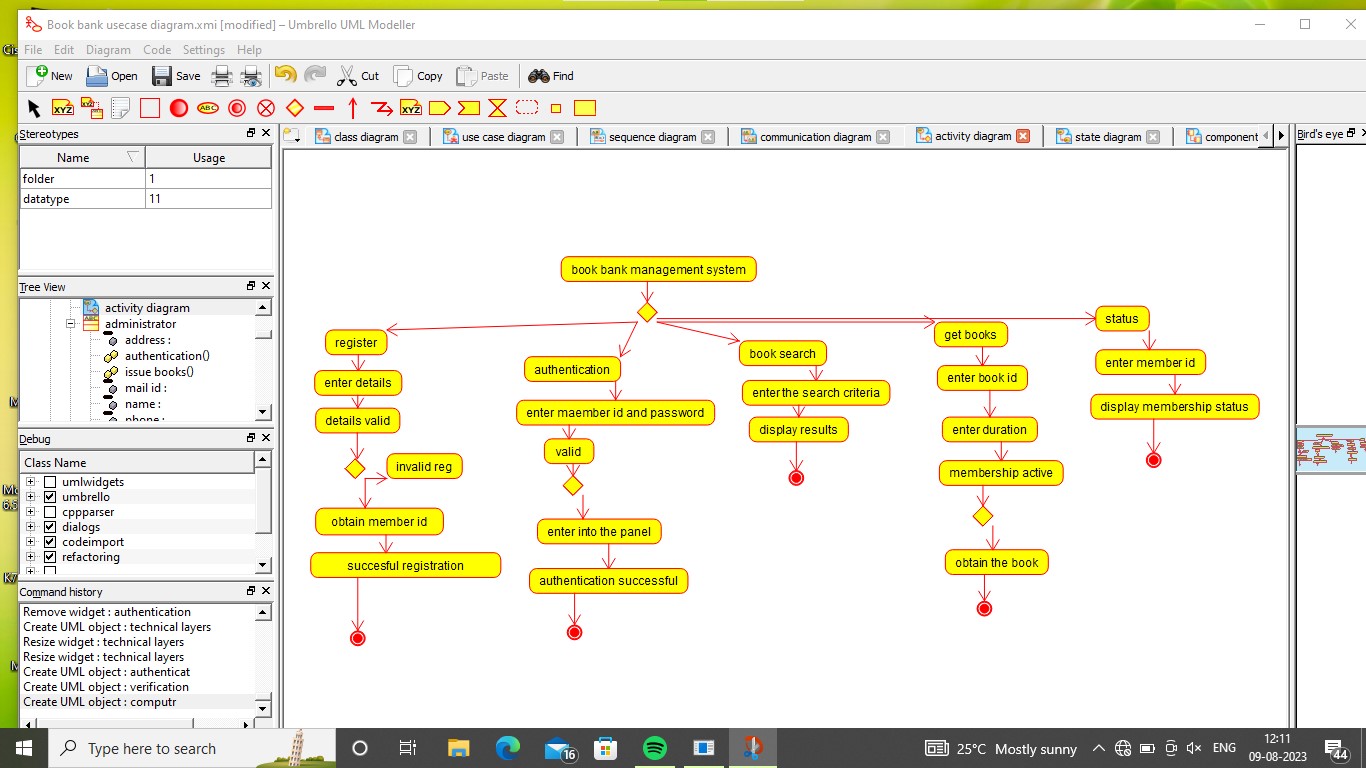 Book bank usecase diagram.xmi [modified] – Umbrello UML Modeller
File Edit Diagram Code Settings Help
New Open Save Cut Copy Paste Find
XYZ XYZ ABC XYZ
Stereotypes
Name Usage
folder 1
datatype 11
Tree View
activity diagram
ABC administrator
address :
authentication()
issue books()
mail id :
name :
phone :
Debug
Class Name
umlwidgets
umbrello
cppparser
dialogs
codeimport
refactoring
Command history
Remove widget : authentication
Create UML object : technical layers
Resize widget : technical layers
Resize widget : technical layers
Create UML object : authenticat
Create UML object : verification
Create UML object : computr
class diagram use case diagram sequence diagram communication diagram activity diagram state diagram component
Bird's eye
book bank management system
register
enter details
details valid
invalid reg
obtain member id
succesful registration
authentication
enter maember id and password
valid
enter into the panel
authentication successful
book search
enter the search criteria
display results
get books
enter book id
enter duration
membership active
obtain the book
status
enter member id
display membership status
Type here to search
16
25°C Mostly sunny
ENG
12:11
09-08-2023
44